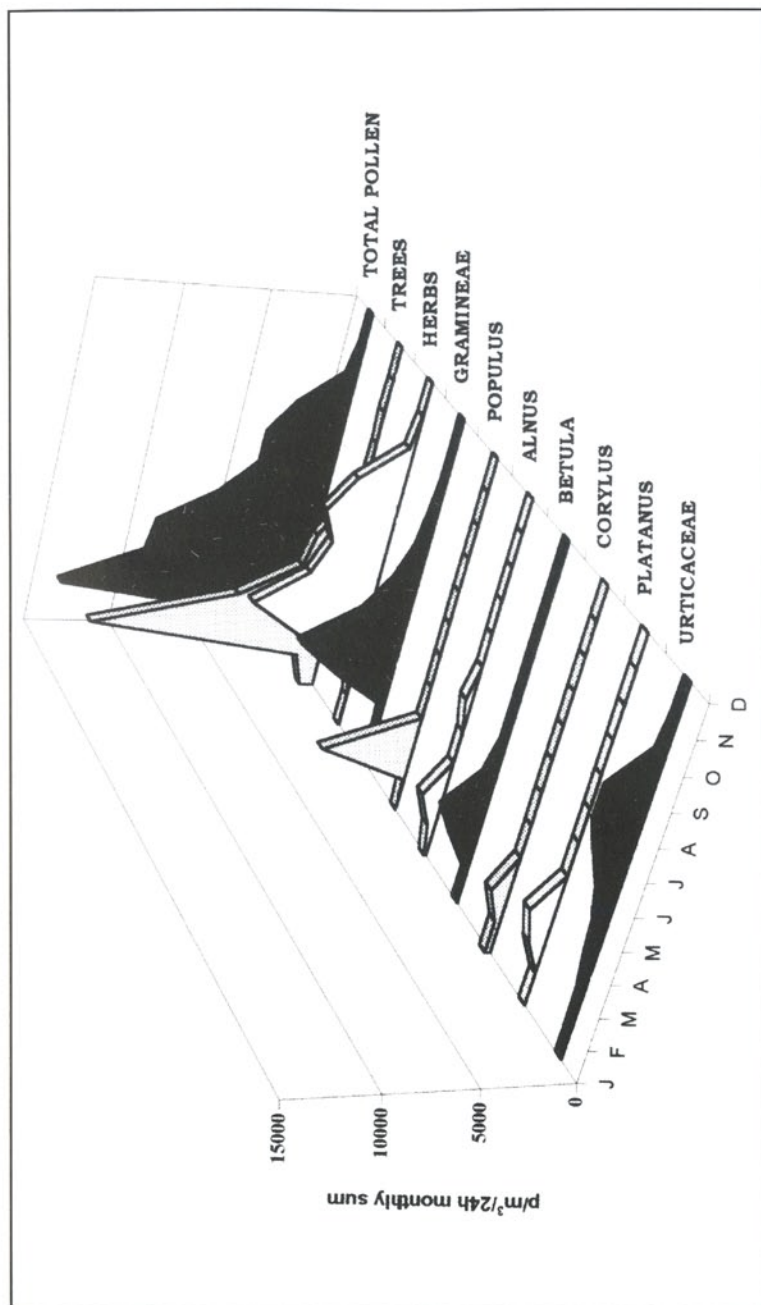 p/m³/24h monthly sum
15000
10000
5000
0
J F M A M J J A S O N D
TOTAL POLLEN
TREES
HERBS
GRAMINEAE
POPULUS
ALNUS
BETULA
CORYLUS
PLATANUS
URTICACEAE